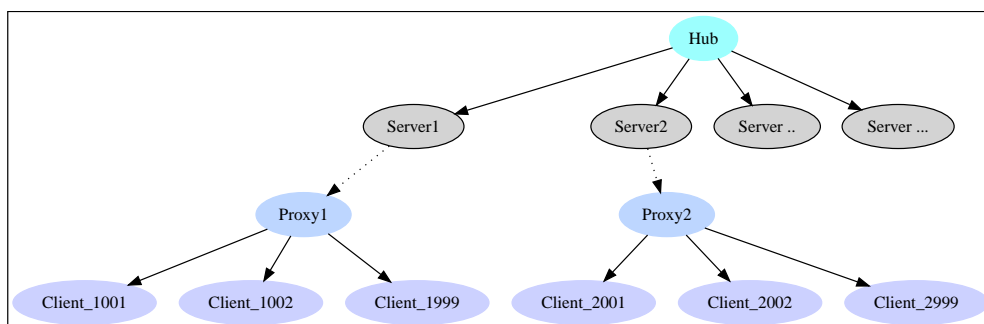 Hub
Server1
Server2
Server ..
Server ...
Proxy1
Proxy2
Client_1001
Client_1002
Client_1999
Client_2001
Client_2002
Client_2999